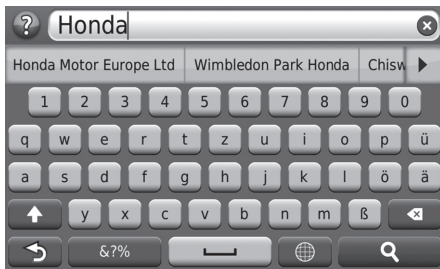 ? Honda
Honda Motor Europe Ltd Wimbledon Park Honda Chisw
1 2 3 4 5 6 7 8 9 0
q w e r t z u i o p ü
a s d f g h j k l ö ä
y x c v b n m ß
&?%